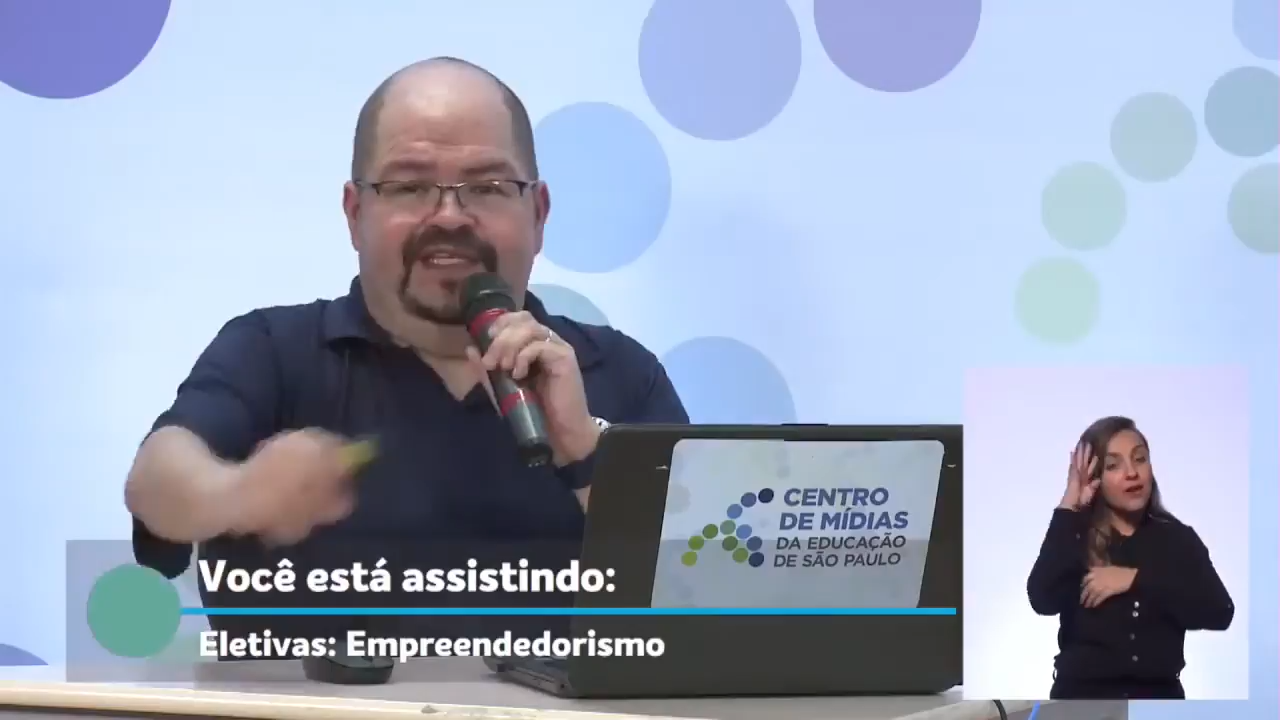 CENTRO
DE MÍDIAS
DA EDUCAÇÃO
DE SÃO PAULO
Você está assistindo:
Eletivas: Empreendedorismo